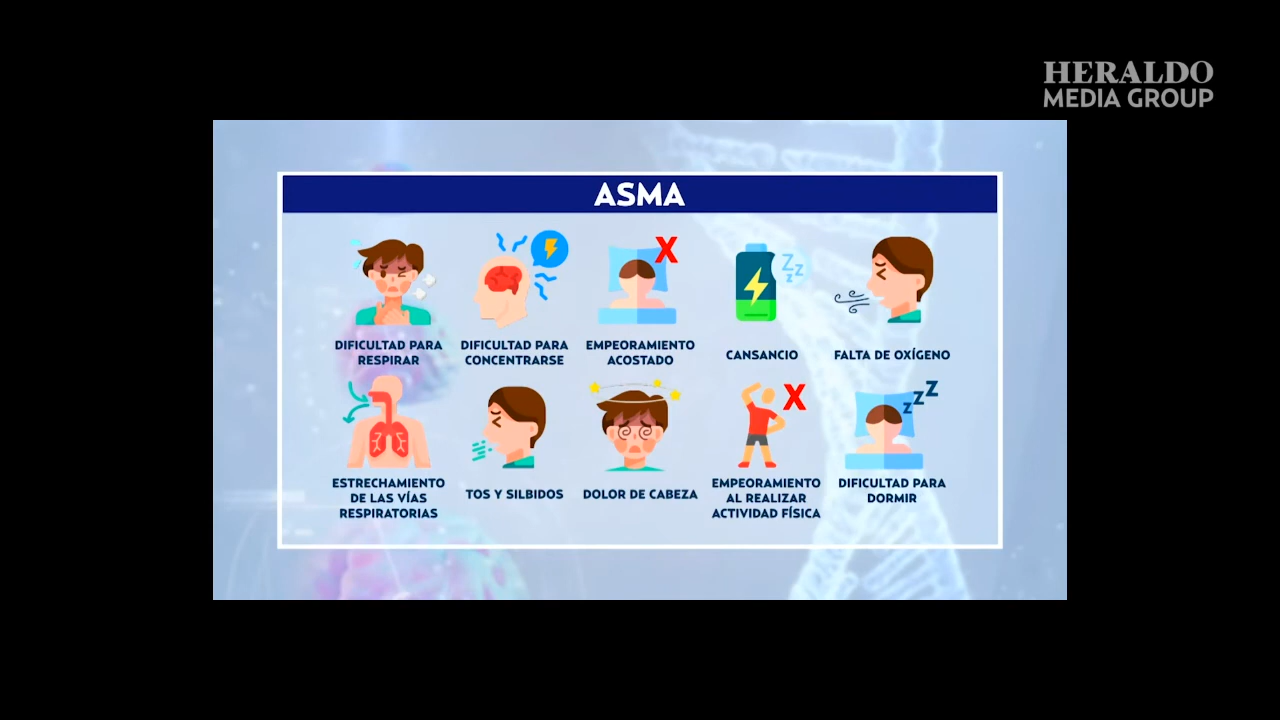 HERALDO
MEDIA GROUP
ASMA
DIFICULTAD PARA
RESPIRAR
DIFICULTAD PARA
CONCENTRARSE
EMPEORAMIENTO
ACOSTADO
CANSANCIO
FALTA DE OXÍGENO
ESTRECHAMIENTO
DE LAS VÍAS
RESPIRATORIAS
TOS Y SILBIDOS
DOLOR DE CABEZA
EMPEORAMIENTO
AL REALIZAR
ACTIVIDAD FÍSICA
DIFICULTAD PARA
DORMIR